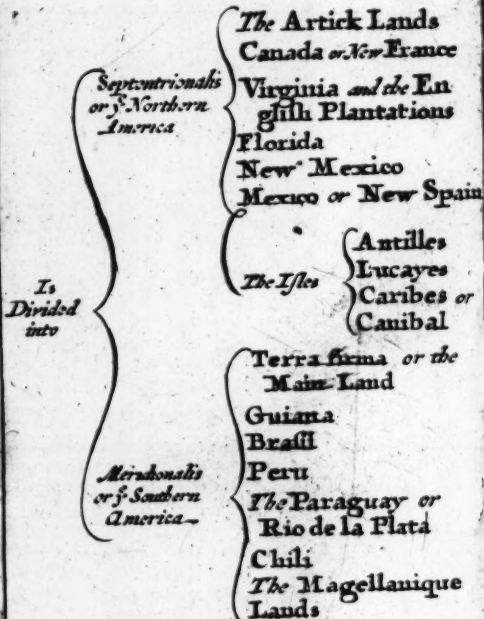 Is
Divided
into
Septentrionalis
or yͤ Northern
America
The Artick Lands
Canada or New France
Virginia and the En
glish Plantations
Florida
New Mexico
Mexico or New Spain
The Isles
Antilles
Lucayes
Caribes or
Canibal
Meridionalis
or yͤ Southern
America
Terra firma or the
Main Land
Guiana
Brasil
Peru
The Paraguay or
Rio de la Plata
Chili
The Magellanique
Lands